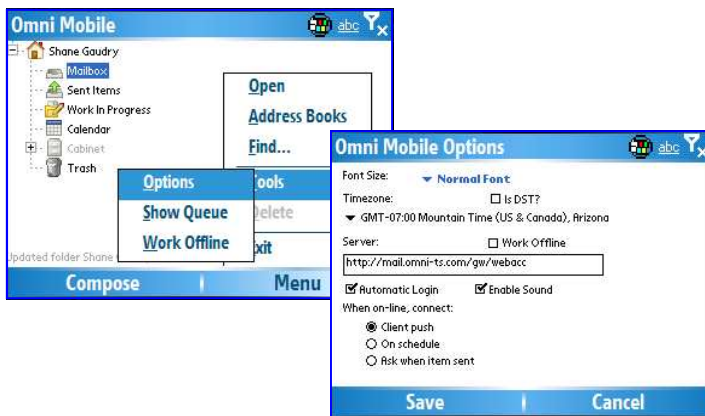 Omni Mobile
abc
Shane Gaudry
Mailbox
Sent Items
Work In Progress
Calendar
Cabinet
Trash
Open
Address Books
Find...
Tools
Delete
Exit
Options
Show Queue
Work Offline
Updated folder Shane
Compose
Menu
Omni Mobile Options
abc
Font Size: Normal Font
Timezone: Is DST?
GMT-07:00 Mountain Time (US & Canada), Arizona
Server: Work Offline
http://mail.omni-ts.com/gw/webacc
Automatic Login Enable Sound
When on-line, connect:
Client push
On schedule
Ask when item sent
Save Cancel